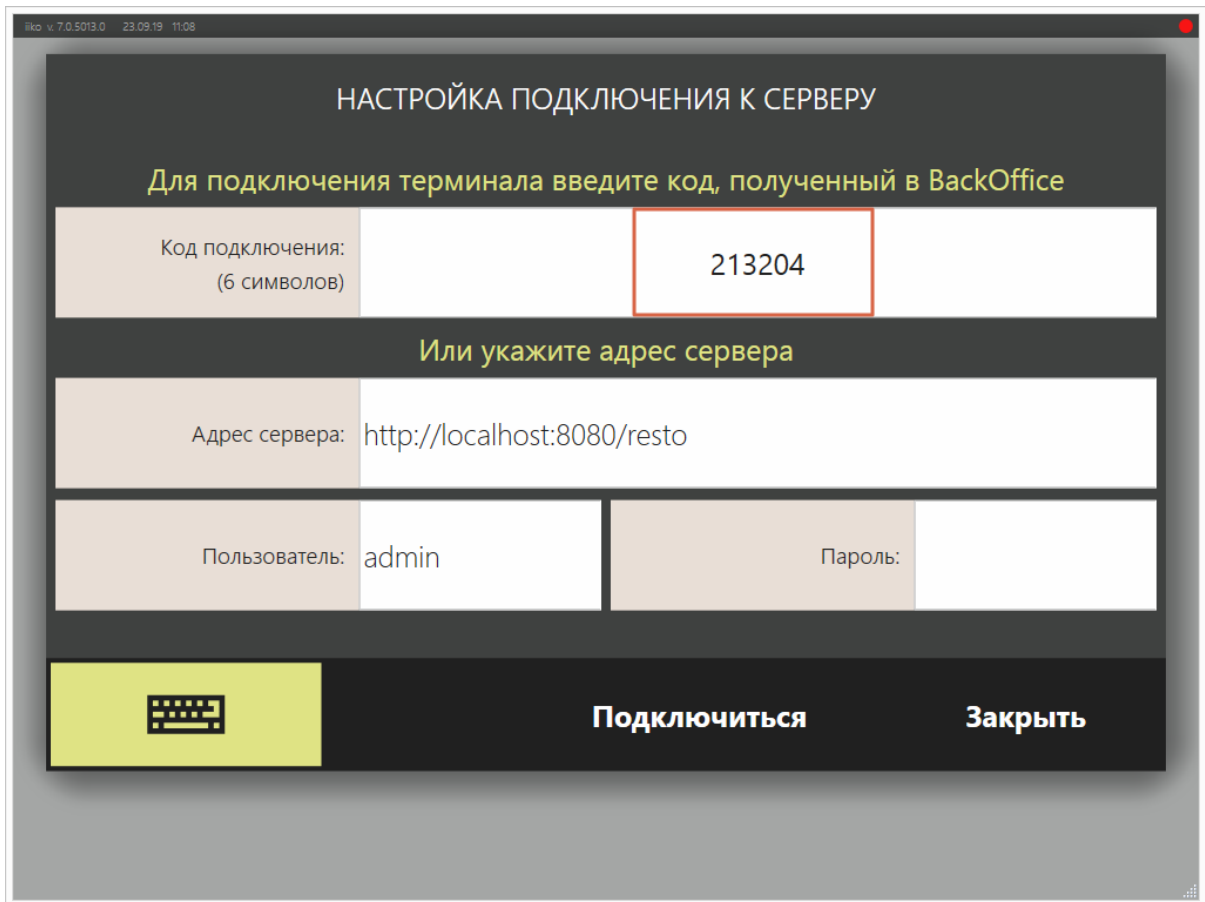 iiko v. 7.0.5013.0 23.09.19 11:08
НАСТРОЙКА ПОДКЛЮЧЕНИЯ К СЕРВЕРУ
Для подключения терминала введите код, полученный в BackOffice
Код подключения:
(6 символов)
213204
Или укажите адрес сервера
Адрес сервера: http://localhost:8080/resto
Пользователь: admin Пароль:
Подключиться Закрыть